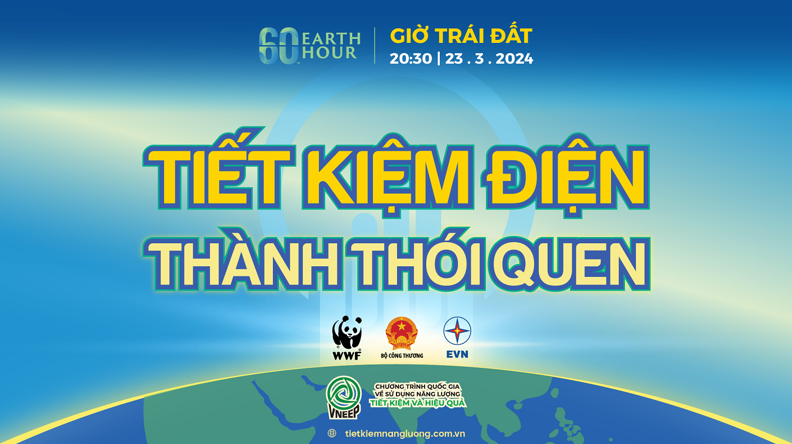 60 EARTH
HOUR
GIỜ TRÁI ĐẤT
20:30 | 23 . 3 . 2024
TIẾT KIỆM ĐIỆN
THÀNH THÓI QUEN
WWF
BỘ CÔNG THƯƠNG
EVN
VNEEP
CHƯƠNG TRÌNH QUỐC GIA
VỀ SỬ DỤNG NĂNG LƯỢNG
TIẾT KIỆM VÀ HIỆU QUẢ
tietkiemnangluong.com.vn